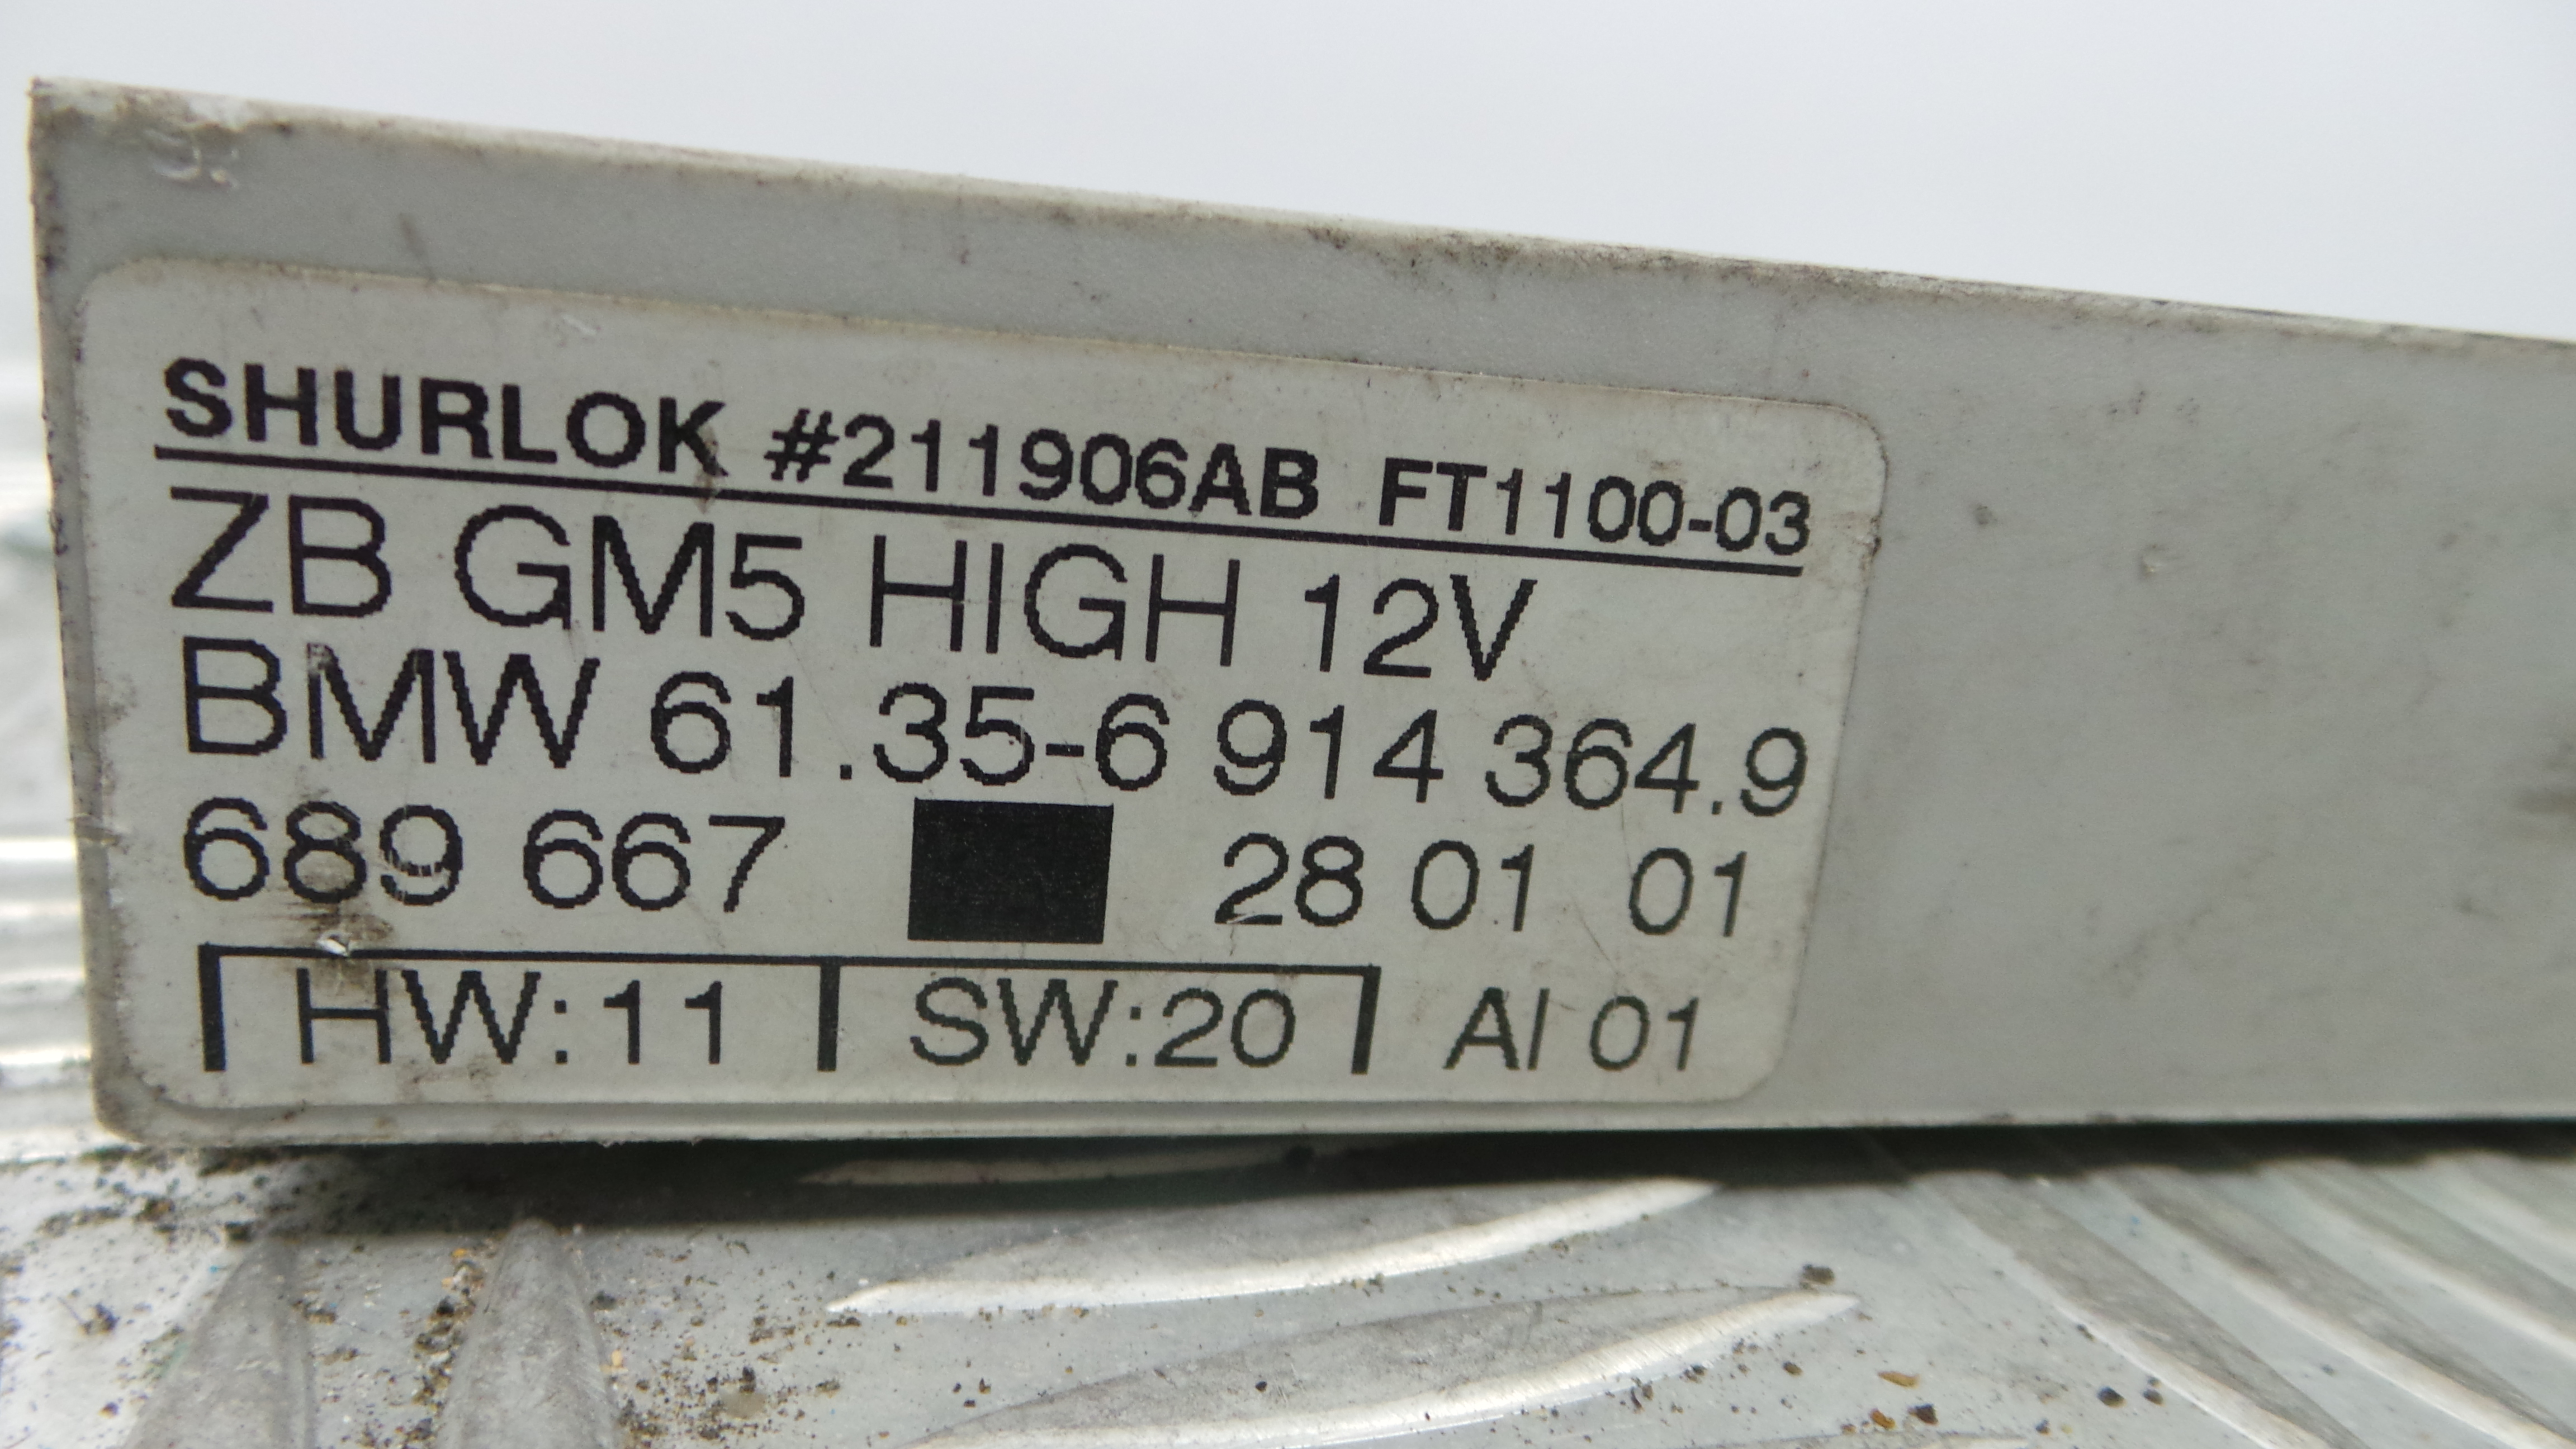 SHURLOK #211906AB FT1100-03
ZB GM5 HIGH 12V
BMW 61.35-6 914 364.9
689 667 28 01 01
HW:11 SW:20 AI 01